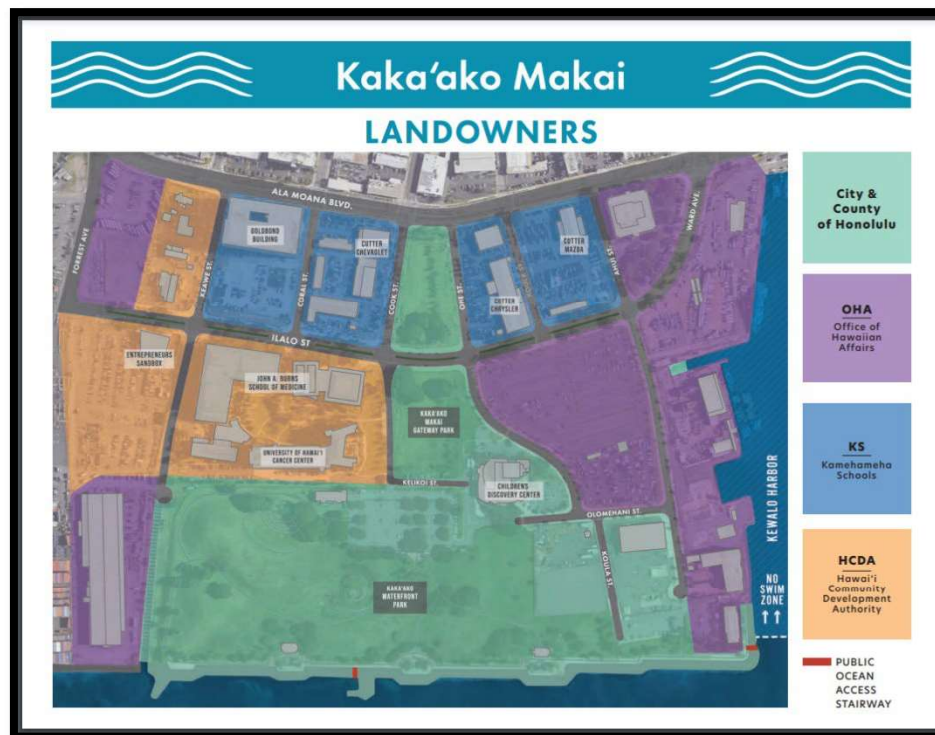 Kaka‘ako Makai
LANDOWNERS
ALA MOANA BLVD.
FORREST AVE
KEAWE ST.
GOLDBOND
BUILDING
CORAL ST.
CUTTER
CHEVROLET
COOK ST.
OHE ST.
CUTTER
CHRYSLER
CUTTER
MAZDA
AHUI ST
WARD AVE.
ILALO ST
ENTREPRENEURS
SANDBOX
JOHN A. BURNS
SCHOOL OF MEDICINE
UNIVERSITY OF HAWAI‘I
CANCER CENTER
KAKA‘AKO
MAKAI
GATEWAY PARK
KELIKOI ST.
CHILDRENS
DISCOVERY CENTER
OLOMEHANI ST.
KOULA ST.
KAKA‘AKO
WATERFRONT
PARK
KEWALO HARBOR
NO
SWIM
ZONE
City &
County
of Honolulu
OHA
Office of
Hawaiian
Affairs
KS
Kamehameha
Schools
HCDA
Hawai‘i
Community
Development
Authority
PUBLIC
OCEAN
ACCESS
STAIRWAY